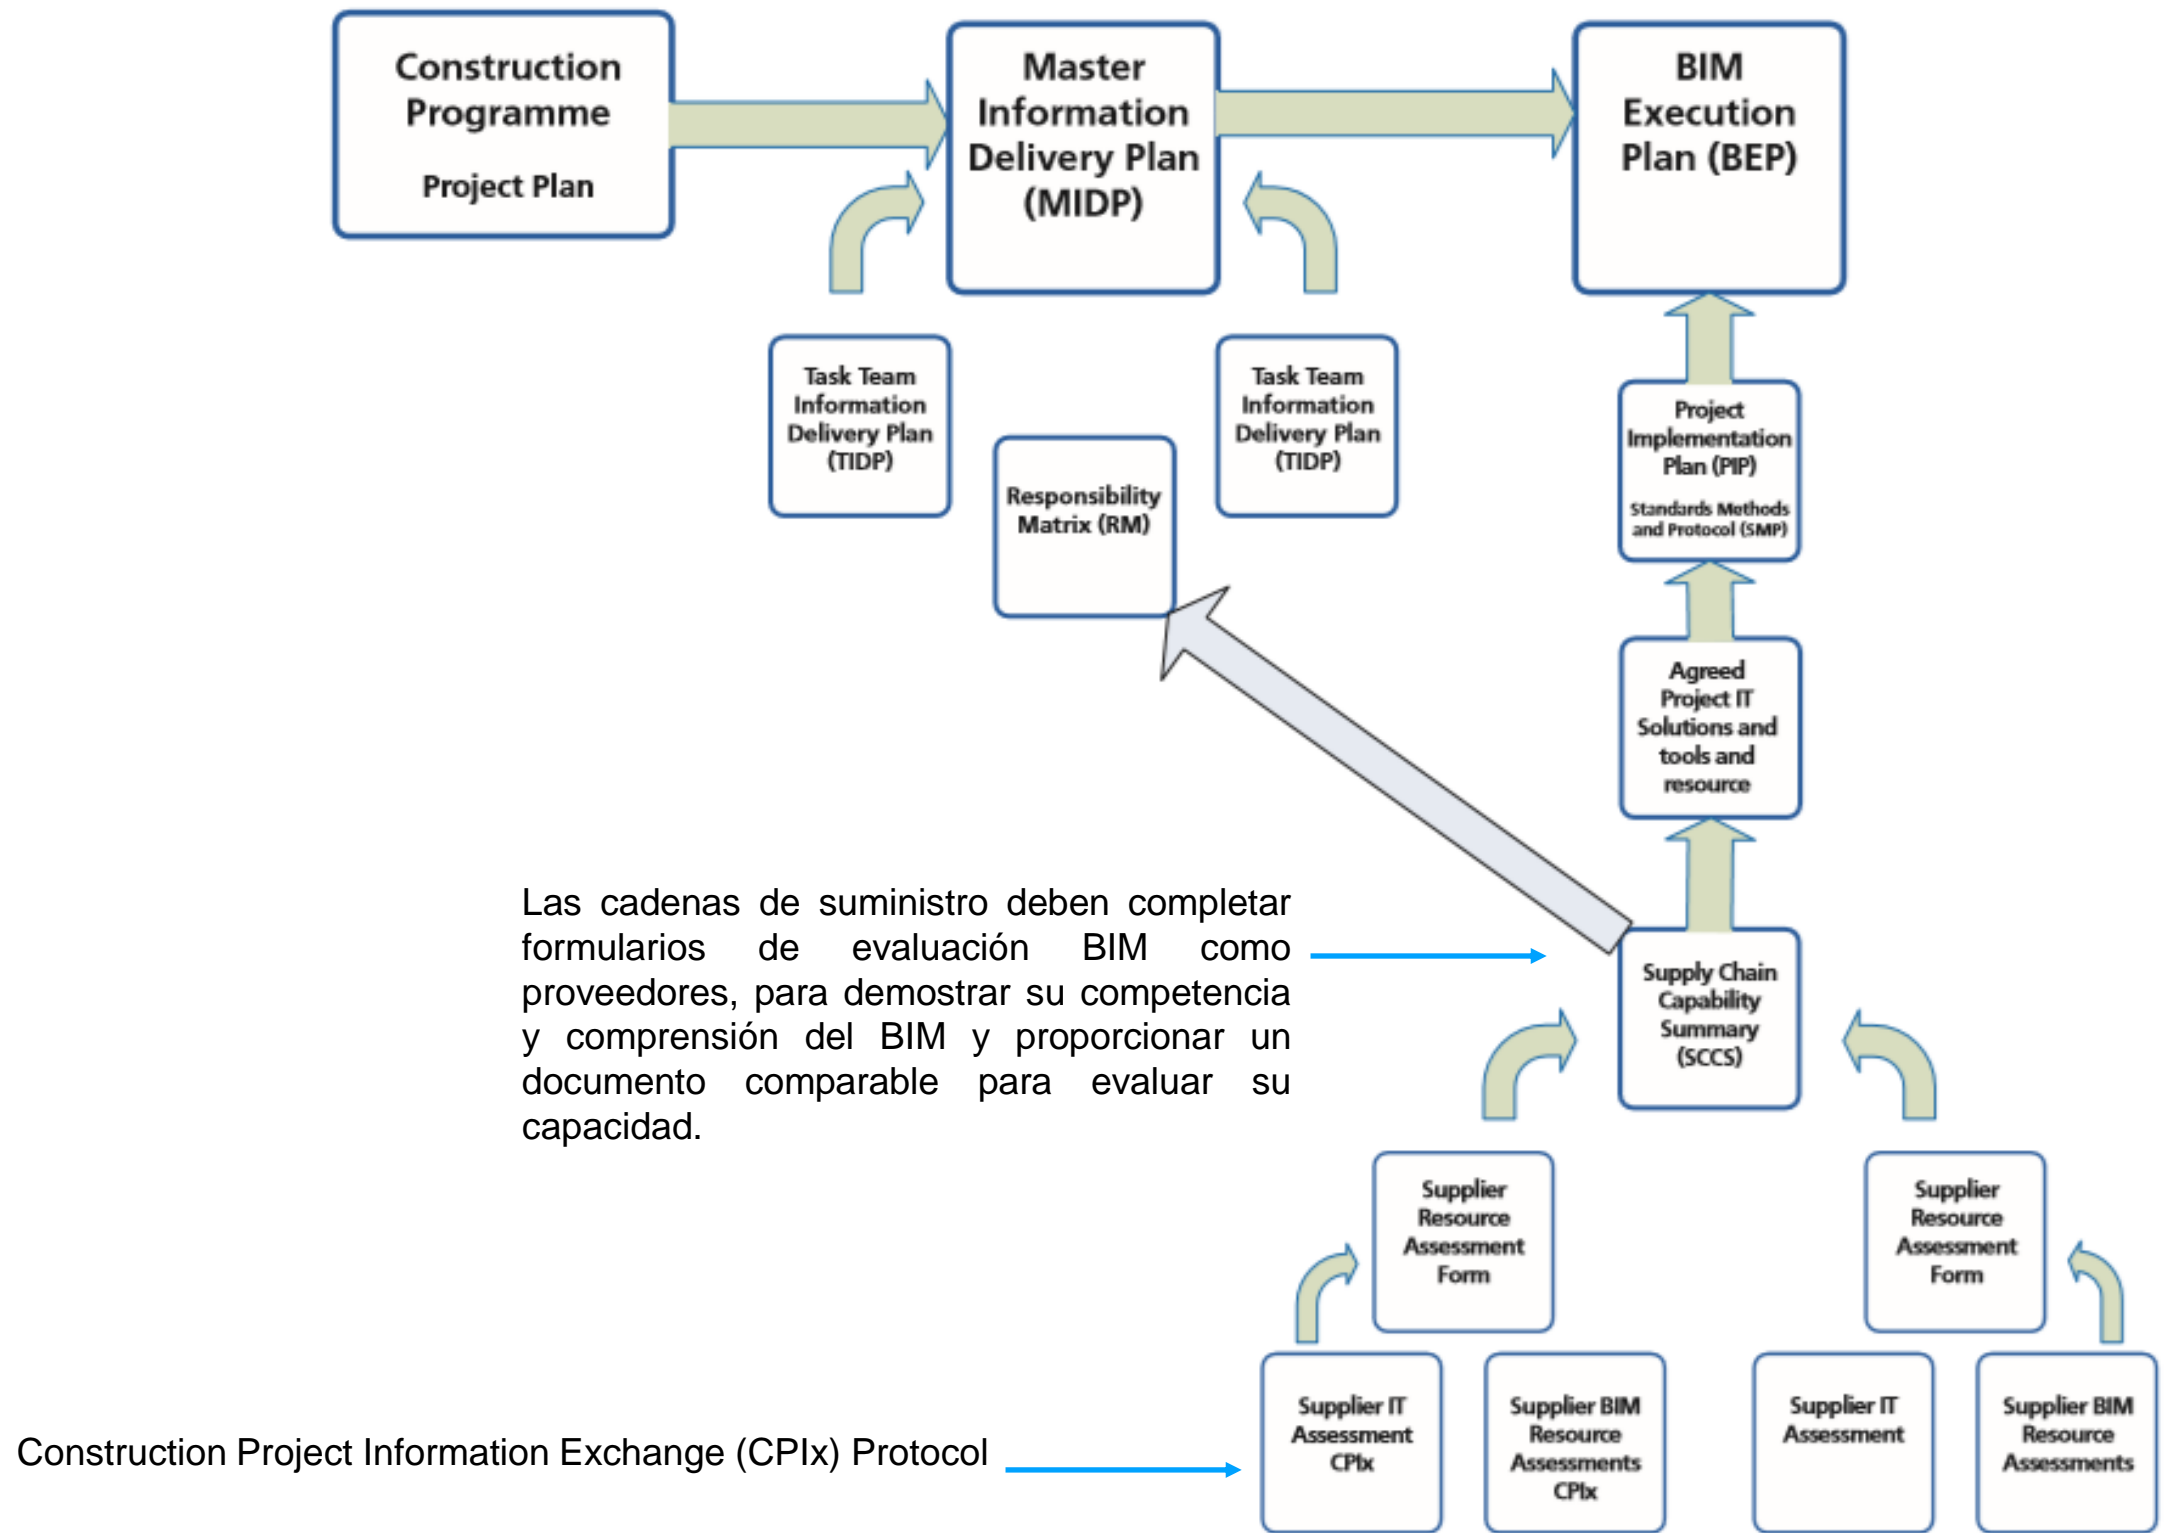 Construction
Programme
Project Plan
Master
Information
Delivery Plan
(MIDP)
BIM
Execution
Plan (BEP)
Task Team
Information
Delivery Plan
(TIDP)
Responsibility
Matrix (RM)
Task Team
Information
Delivery Plan
(TIDP)
Project
Implementation
Plan (PIP)
Standards Methods
and Protocol (SMP)
Agreed
Project IT
Solutions and
tools and
resource
Las cadenas de suministro deben completar
formularios de evaluación BIM como
proveedores, para demostrar su competencia
y comprensión del BIM y proporcionar un
documento comparable para evaluar su
capacidad.
Supply Chain
Capability
Summary
(SCCS)
Supplier
Resource
Assessment
Form
Supplier
Resource
Assessment
Form
Construction Project Information Exchange (CPIx) Protocol
Supplier IT
Assessment
CPIx
Supplier BIM
Resource
Assessments
CPIx
Supplier IT
Assessment
Supplier BIM
Resource
Assessments